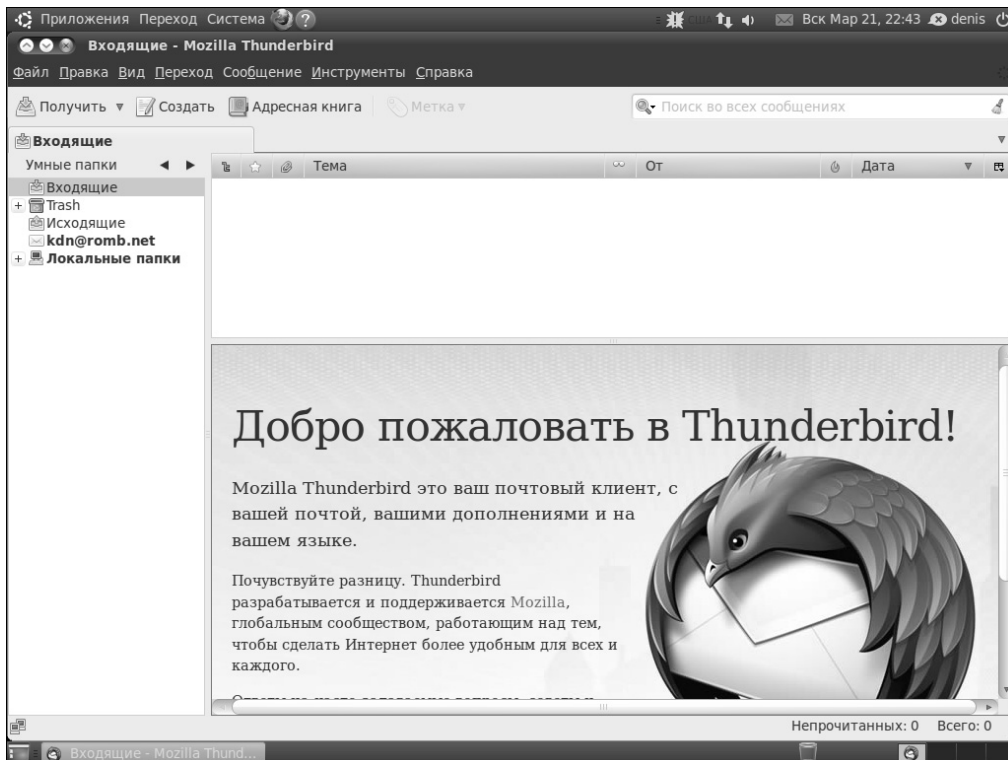 Приложения Переход Система
США
Вск Мар 21, 22:43 denis
Входящие - Mozilla Thunderbird
Файл Правка Вид Переход Сообщение Инструменты Справка
Получить Создать Адресная книга Метка Поиск во всех сообщениях
Входящие
Умные папки
Тема От Дата
Входящие
Trash
Исходящие
kdn@romb.net
Локальные папки
Добро пожаловать в Thunderbird!
Mozilla Thunderbird это ваш почтовый клиент, с
вашей почтой, вашими дополнениями и на
вашем языке.
Почувствуйте разницу. Thunderbird
разрабатывается и поддерживается Mozilla,
глобальным сообществом, работающим над тем,
чтобы сделать Интернет более удобным для всех и
каждого.
Непрочитанных: 0 Всего: 0
Входящие - Mozilla Thund...